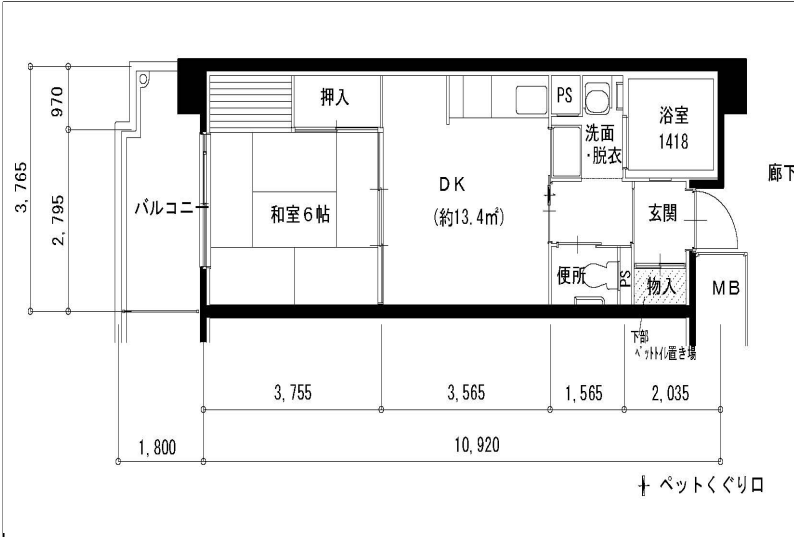 970
3,765
2,795
バルコニー
押入
和室6帖
DK
(約13.4㎡)
PS
洗面
・脱衣
浴室
1418
廊下
玄関
便所
PS
物入
MB
下部
ペットトイレ置き場
3,755
3,565
1,565
2,035
1,800
10,920
ペットくぐり口